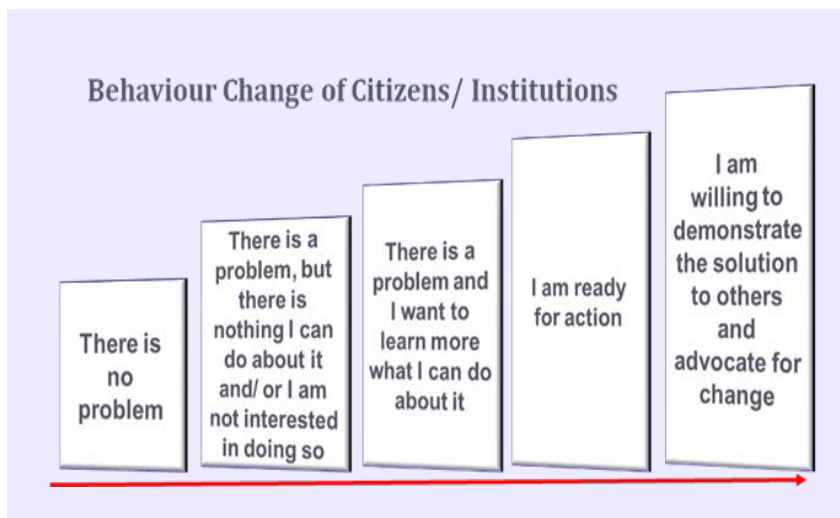 Behaviour Change of Citizens/ Institutions
There is
no
problem
There is a
problem, but
there is
nothing I can
do about it
and/ or I am
not interested
in doing so
There is a
problem and
I want to
learn more
what I can do
about it
I am ready
for action
I am
willing to
demonstrate
the solution
to others
and
advocate for
change